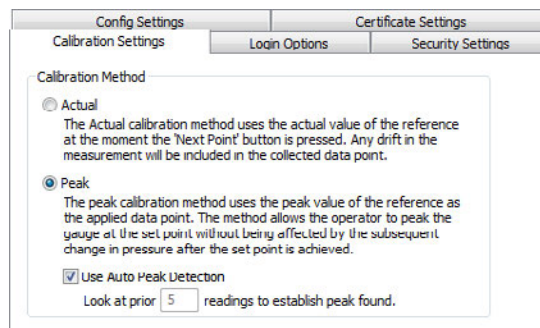 Config Settings Certificate Settings
Calibration Settings Login Options Security Settings
Calibration Method
Actual
The Actual calibration method uses the actual value of the reference
at the moment the 'Next Point' button is pressed. Any drift in the
measurement will be included in the collected data point.
Peak
The peak calibration method uses the peak value of the reference as
the applied data point. The method allows the operator to peak the
gauge at the set point without being affected by the subsequent
change in pressure after the set point is achieved.
Use Auto Peak Detection
Look at prior 5 readings to establish peak found.